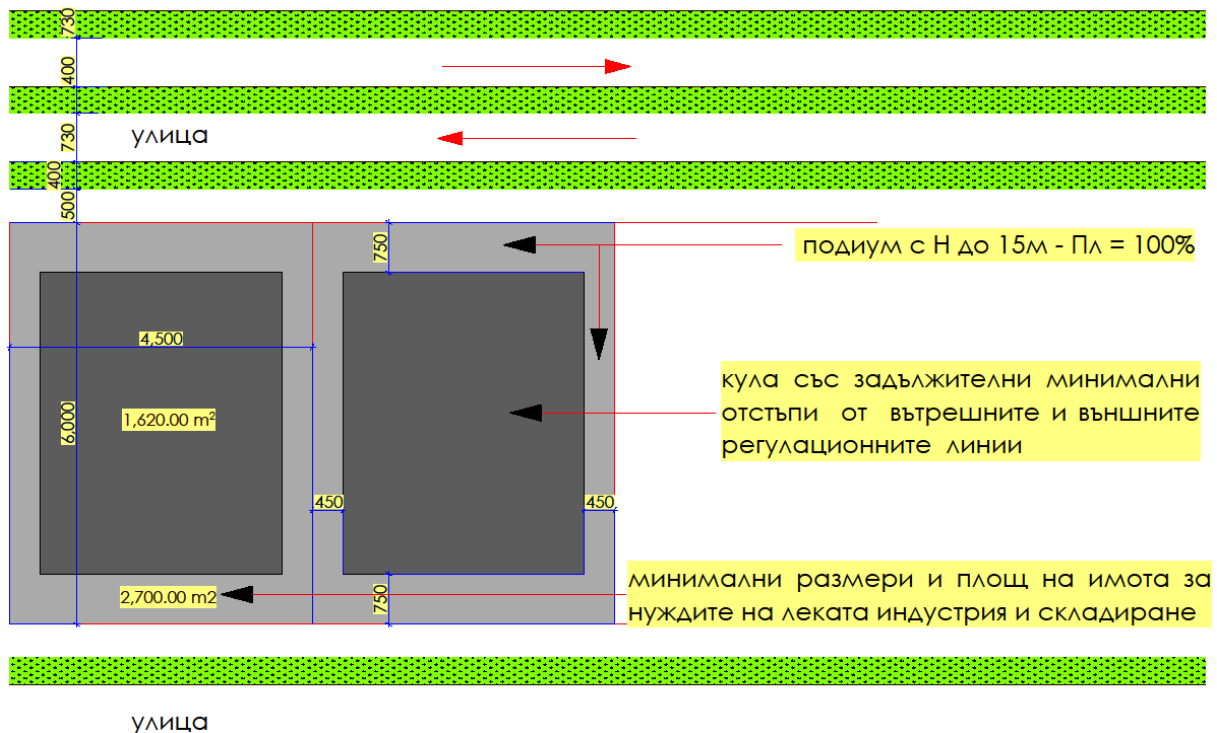 730
400
730
улица
400
500
750
подиум с Н до 15м - Пл = 100%
4,500
кула със задължителни минимални
отстъпи от вътрешните и външните
регулационните линии
6,000
1,620.00 m²
450
450
минимални размери и площ на имота за
нуждите на леката индустрия и складиране
2,700.00 m2
750
улица